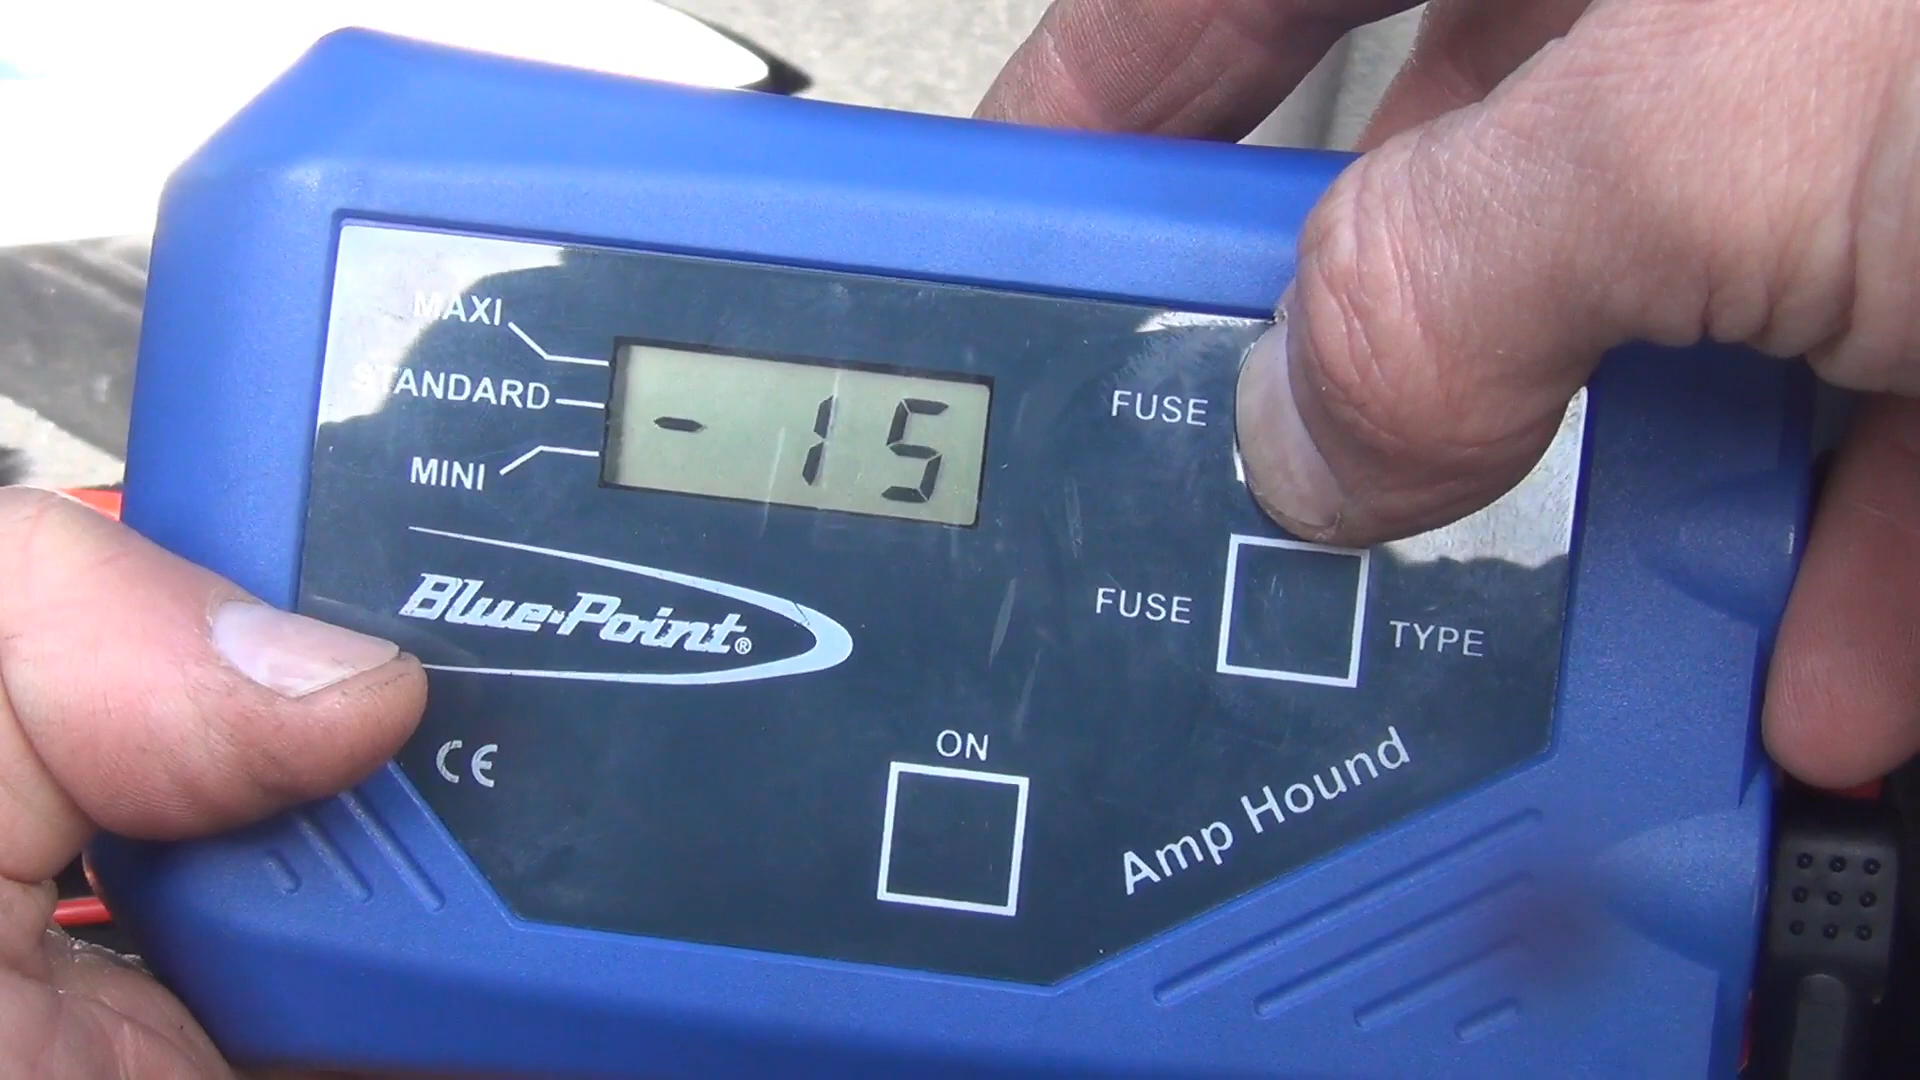 MAXI
STANDARD
MINI
- 15
FUSE
FUSE TYPE
Blue-Point®
ON
CE
Amp Hound